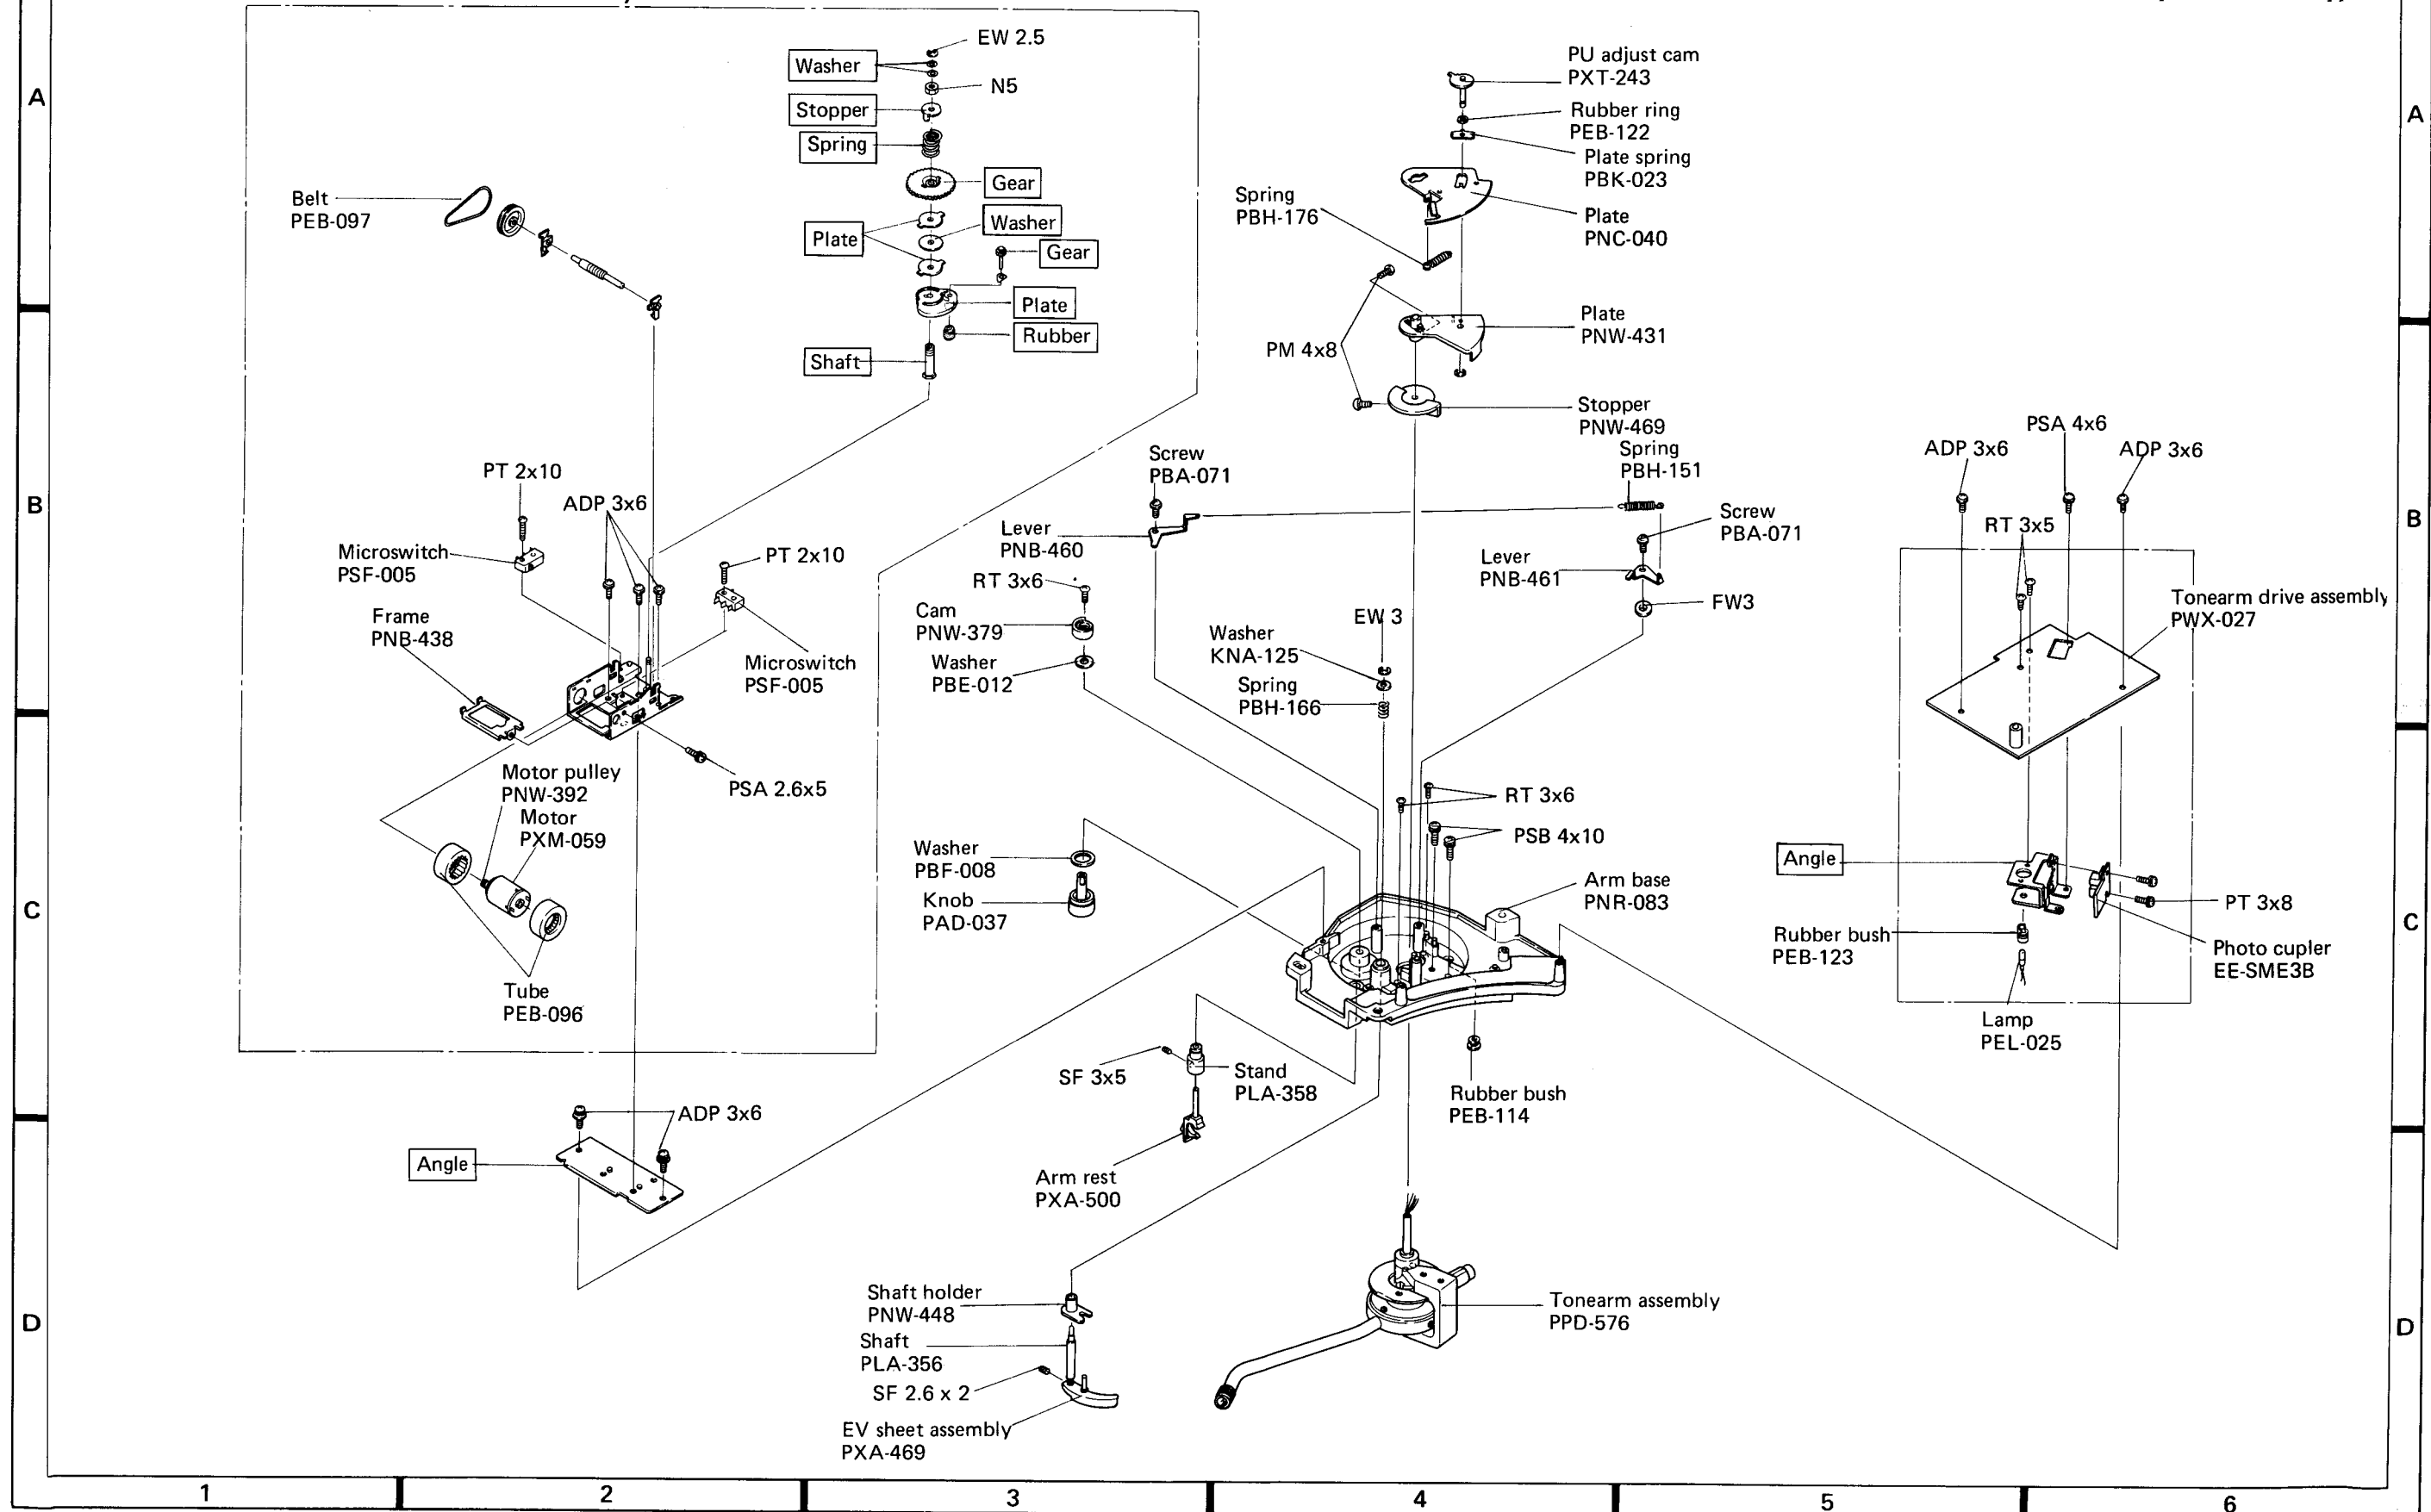 EW 2.5
Washer
N5
Stopper
Spring
Gear
Washer
Plate
Gear
Plate
Rubber
Shaft
Belt
PEB-097
A
A
PU adjust cam
PXT-243
Rubber ring
PEB-122
Plate spring
PBK-023
Spring
PBH-176
Plate
PNC-040
Plate
PNW-431
PM 4x8
Stopper
PNW-469
B
B
PT 2x10
ADP 3x6
Microswitch
PSF-005
PT 2x10
Frame
PNB-438
Microswitch
PSF-005
PSA 2.6x5
Motor pulley
PNW-392
Motor
PXM-059
Tube
PEB-096
Screw
PBA-071
Spring
PBH-151
Lever
PNB-460
Screw
PBA-071
RT 3x6
Lever
PNB-461
Cam
PNW-379
FW3
EW 3
Washer
KNA-125
Washer
PBE-012
Spring
PBH-166
PSA 4x6
ADP 3x6
ADP 3x6
RT 3x5
Tonearm drive assembly
PWX-027
C
C
RT 3x6
PSB 4x10
Washer
PBF-008
Knob
PAD-037
Arm base
PNR-083
Angle
PT 3x8
Rubber bush
PEB-123
Photo cupler
EE-SME3B
Lamp
PEL-025
SF 3x5
Stand
PLA-358
Rubber bush
PEB-114
ADP 3x6
Angle
Arm rest
PXA-500
D
D
Shaft holder
PNW-448
Shaft
PLA-356
SF 2.6 x 2
EV sheet assembly
PXA-469
Tonearm assembly
PPD-576
1
2
3
4
5
6